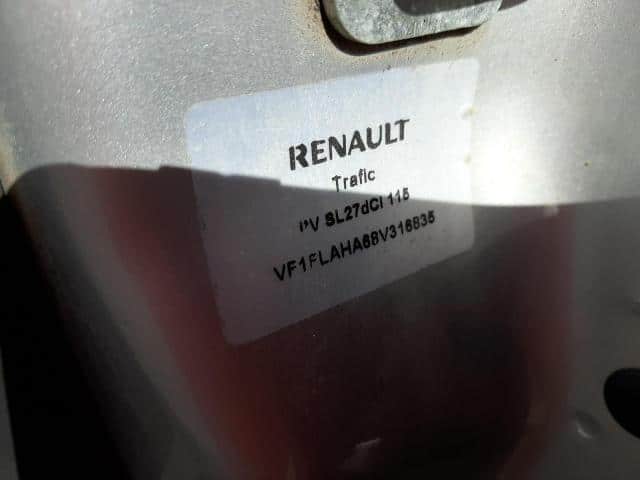 RENAULT
Trafic
PV SL27dCI 115
VF1FLAHA68V316835